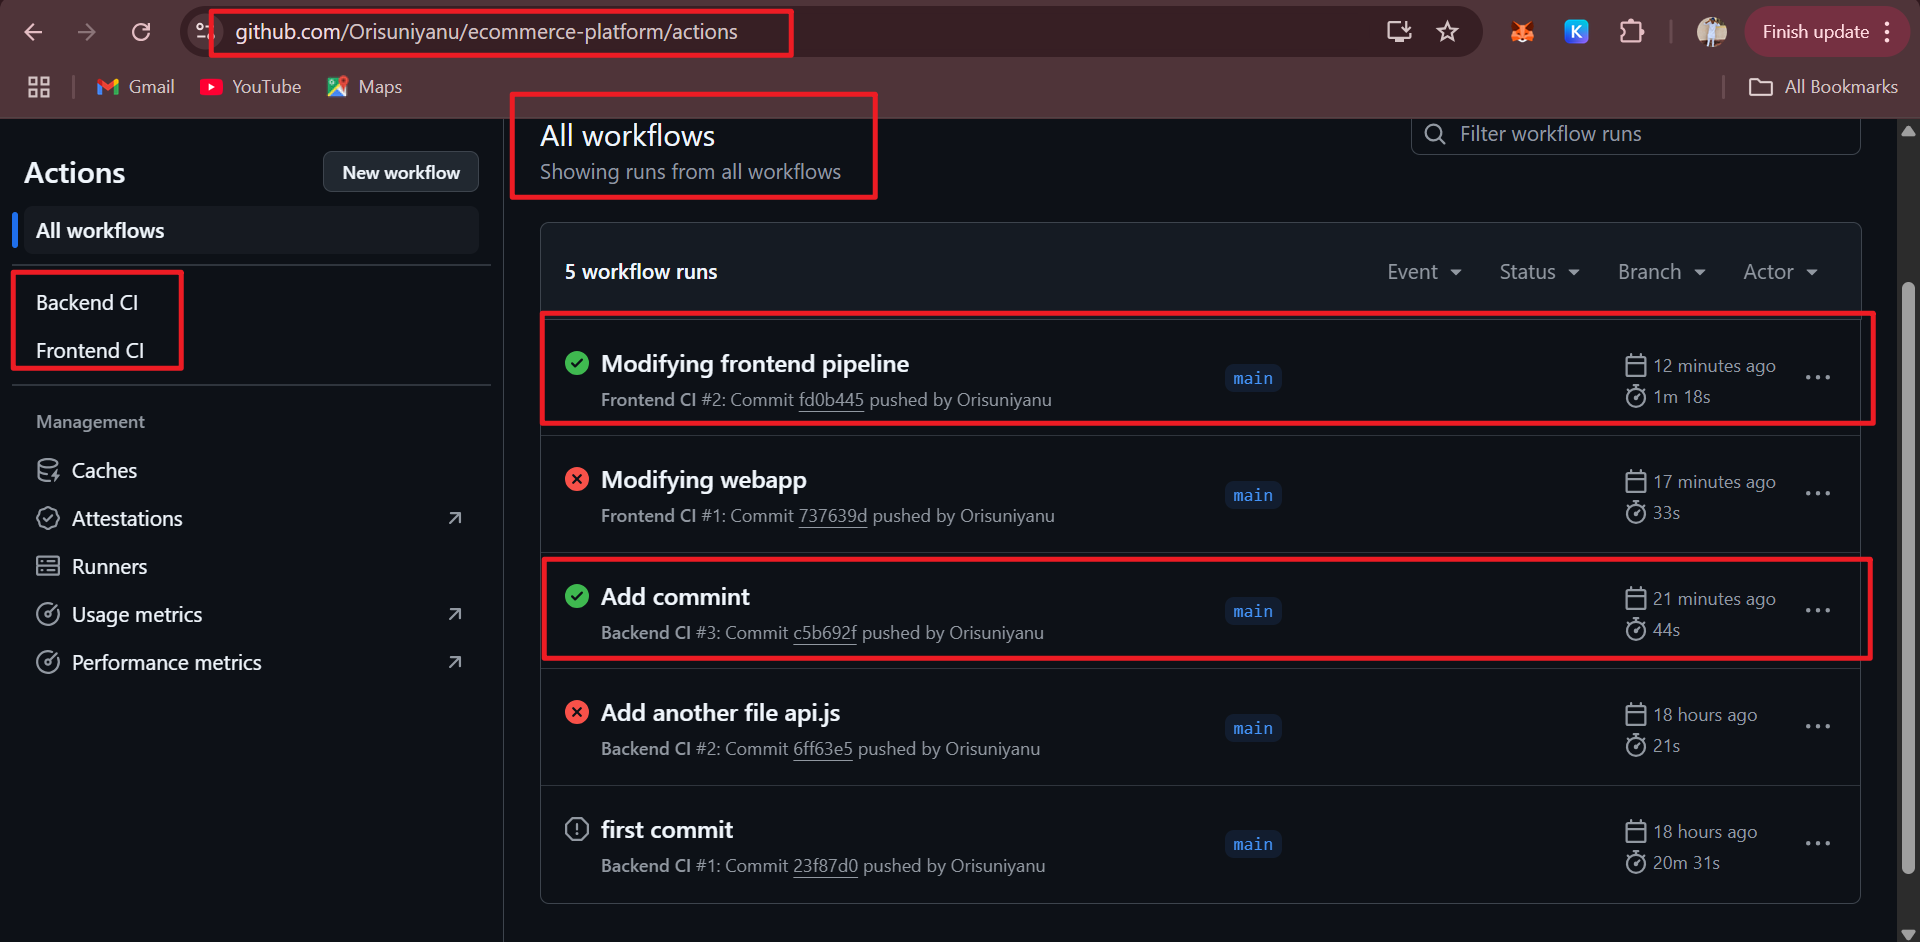 github.com/Orisuniyanu/ecommerce-platform/actions
K
Finish update
Gmail
YouTube
Maps
All Bookmarks
Actions
New workflow
All workflows
Backend CI
Frontend CI
Management
Caches
Attestations
Runners
Usage metrics
Performance metrics
All workflows
Showing runs from all workflows
Filter workflow runs
5 workflow runs
Event Status Branch Actor
Modifying frontend pipeline
Frontend CI #2: Commit fd0b445 pushed by Orisuniyanu
main
12 minutes ago
1m 18s
Modifying webapp
Frontend CI #1: Commit 737639d pushed by Orisuniyanu
main
17 minutes ago
33s
Add commint
Backend CI #3: Commit c5b692f pushed by Orisuniyanu
main
21 minutes ago
44s
Add another file api.js
Backend CI #2: Commit 6ff63e5 pushed by Orisuniyanu
main
18 hours ago
21s
first commit
Backend CI #1: Commit 23f87d0 pushed by Orisuniyanu
main
18 hours ago
20m 31s